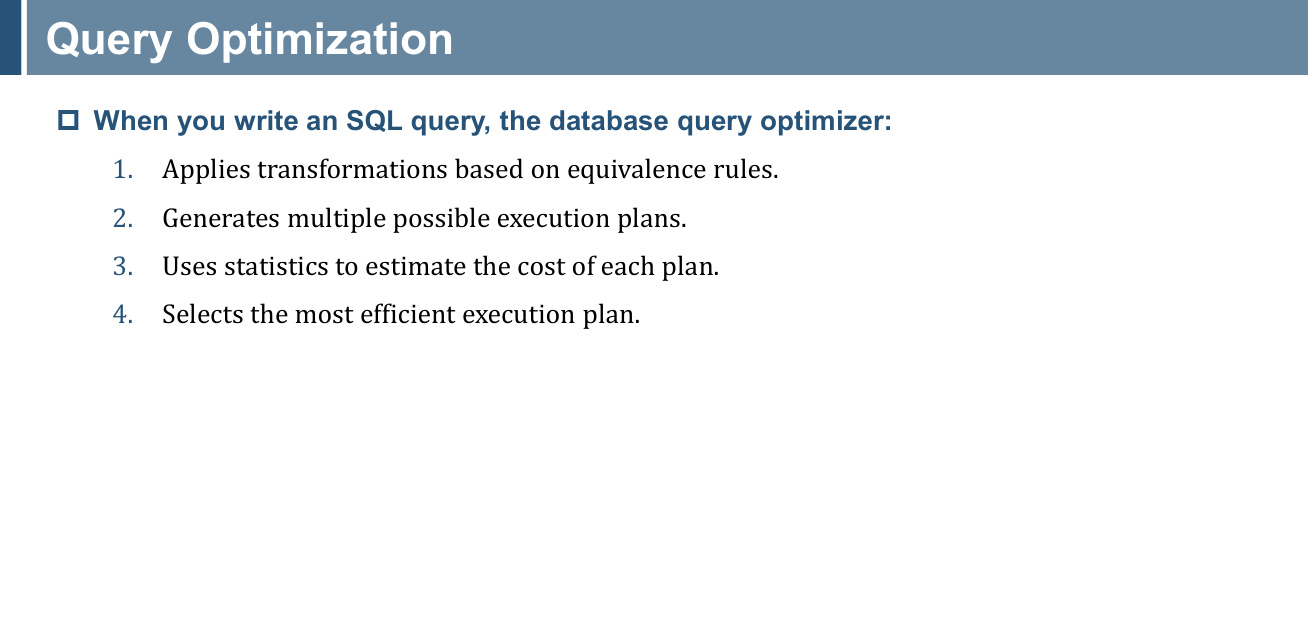 Query Optimization
When you write an SQL query, the database query optimizer:
1. Applies transformations based on equivalence rules.
2. Generates multiple possible execution plans.
3. Uses statistics to estimate the cost of each plan.
4. Selects the most efficient execution plan.